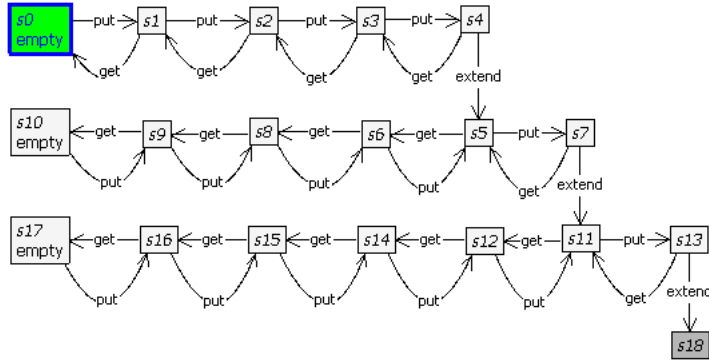 s0
empty
put
s1
put
s2
put
s3
put
s4
get
get
get
get
extend
s10
empty
get
s9
get
s8
get
s6
get
s5
put
s7
put
put
put
put
get
extend
s17
empty
get
s16
get
s15
get
s14
get
s12
get
s11
put
s13
put
put
put
put
put
get
extend
s18